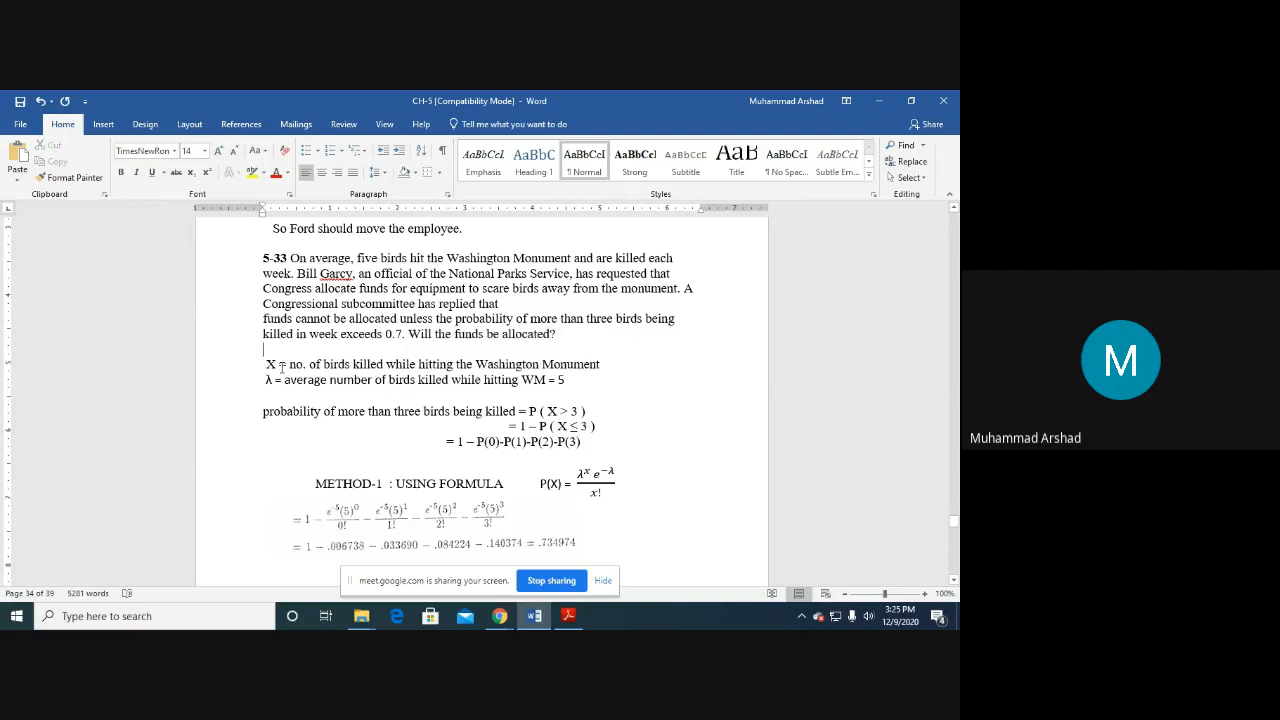 CH-5 [Compatibility Mode] - Word
Muhammad Arshad
File Home Insert Design Layout References Mailings Review View Help Tell me what you want to do Share
Paste Cut Copy Format Painter
TimesNewRon 14
AaBbCcI AaBbC AaBbCcI AaBbCcl AaBbCcC AaB AaBbCcI AaBbCcI
Emphasis Heading 1 ¶ Normal Strong Subtitle Title ¶ No Spac... Subtle Em...
Find
Replace
Select
Clipboard Font Paragraph Styles Editing
1 1 2 3 4 5 6 7
So Ford should move the employee.
5-33 On average, five birds hit the Washington Monument and are killed each
week. Bill Garcy, an official of the National Parks Service, has requested that
Congress allocate funds for equipment to scare birds away from the monument. A
Congressional subcommittee has replied that
funds cannot be allocated unless the probability of more than three birds being
killed in week exceeds 0.7. Will the funds be allocated?
X = no. of birds killed while hitting the Washington Monument
λ = average number of birds killed while hitting WM = 5
probability of more than three birds being killed = P ( X > 3 )
= 1 – P ( X ≤ 3 )
= 1 – P(0)-P(1)-P(2)-P(3)
METHOD-1 : USING FORMULA P(X) = λ^x e^−λ / x!
= 1 − e^-5(5)^0 / 0! − e^-5(5)^1 / 1! − e^-5(5)^2 / 2! − e^-5(5)^3 / 3!
= 1 − .006738 − .033690 − .084224 − .140374 = .734974
meet.google.com is sharing your screen. Stop sharing Hide
Page 34 of 39 5281 words 100%
Type here to search
3:25 PM
12/9/2020
4
M
Muhammad Arshad